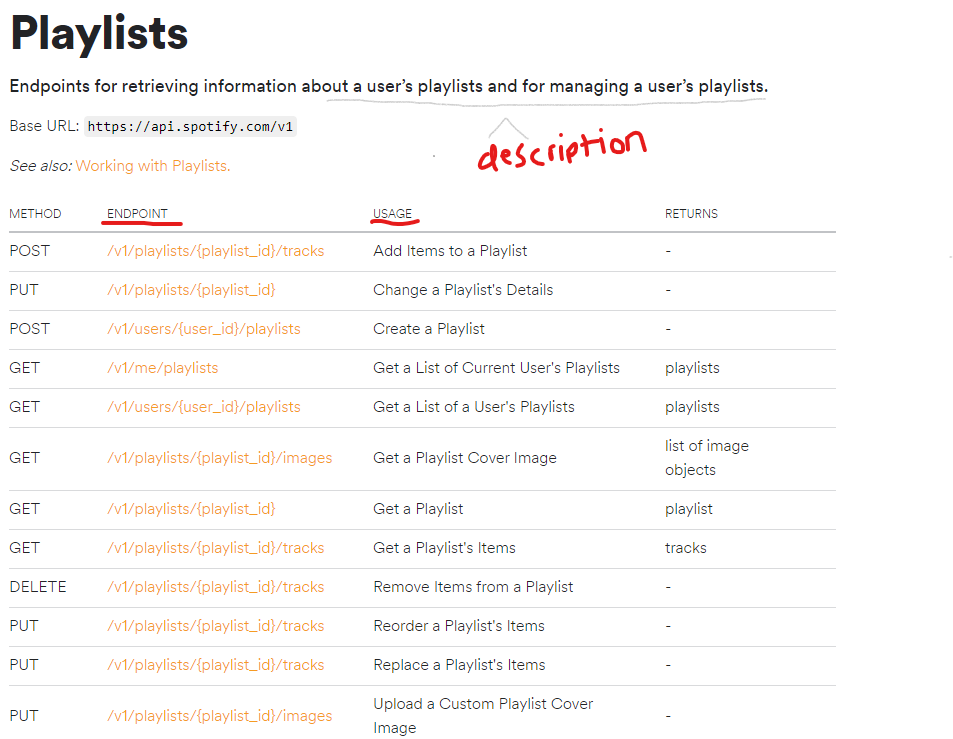 Playlists
Endpoints for retrieving information about a user’s playlists and for managing a user’s playlists.
Base URL: https://api.spotify.com/v1
description
See also: Working with Playlists.
METHOD ENDPOINT USAGE RETURNS
POST /v1/playlists/{playlist_id}/tracks Add Items to a Playlist -
PUT /v1/playlists/{playlist_id} Change a Playlist's Details -
POST /v1/users/{user_id}/playlists Create a Playlist -
GET /v1/me/playlists Get a List of Current User's Playlists playlists
GET /v1/users/{user_id}/playlists Get a List of a User's Playlists playlists
GET /v1/playlists/{playlist_id}/images Get a Playlist Cover Image list of image
objects
GET /v1/playlists/{playlist_id} Get a Playlist playlist
GET /v1/playlists/{playlist_id}/tracks Get a Playlist's Items tracks
DELETE /v1/playlists/{playlist_id}/tracks Remove Items from a Playlist -
PUT /v1/playlists/{playlist_id}/tracks Reorder a Playlist's Items -
PUT /v1/playlists/{playlist_id}/tracks Replace a Playlist's Items -
PUT /v1/playlists/{playlist_id}/images Upload a Custom Playlist Cover
Image -